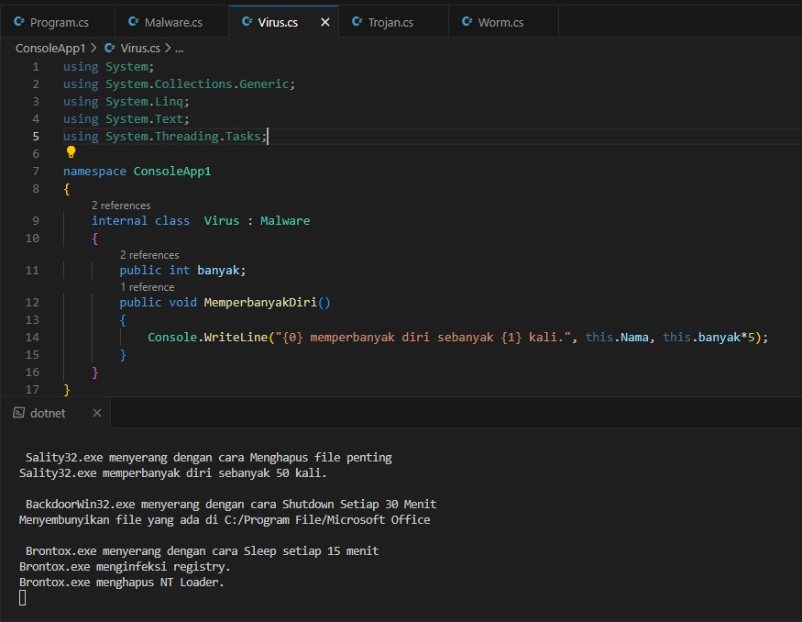 C# Program.cs C# Malware.cs C# Virus.cs × C# Trojan.cs C# Worm.cs
ConsoleApp1 > C# Virus.cs > ...
1 using System;
2 using System.Collections.Generic;
3 using System.Linq;
4 using System.Text;
5 using System.Threading.Tasks;
6
7 namespace ConsoleApp1
8 {
2 references
9 internal class Virus : Malware
10 {
2 references
11 public int banyak;
1 reference
12 public void MemperbanyakDiri()
13 {
14 Console.WriteLine("{0} memperbanyak diri sebanyak {1} kali.", this.Nama, this.banyak*5);
15 }
16 }
17 }
dotnet ×
Sality32.exe menyerang dengan cara Menghapus file penting
Sality32.exe memperbanyak diri sebanyak 50 kali.
BackdoorWin32.exe menyerang dengan cara Shutdown Setiap 30 Menit
Menyembunyikan file yang ada di C:/Program File/Microsoft Office
Brontox.exe menyerang dengan cara Sleep setiap 15 menit
Brontox.exe menginfeksi registry.
Brontox.exe menghapus NT Loader.